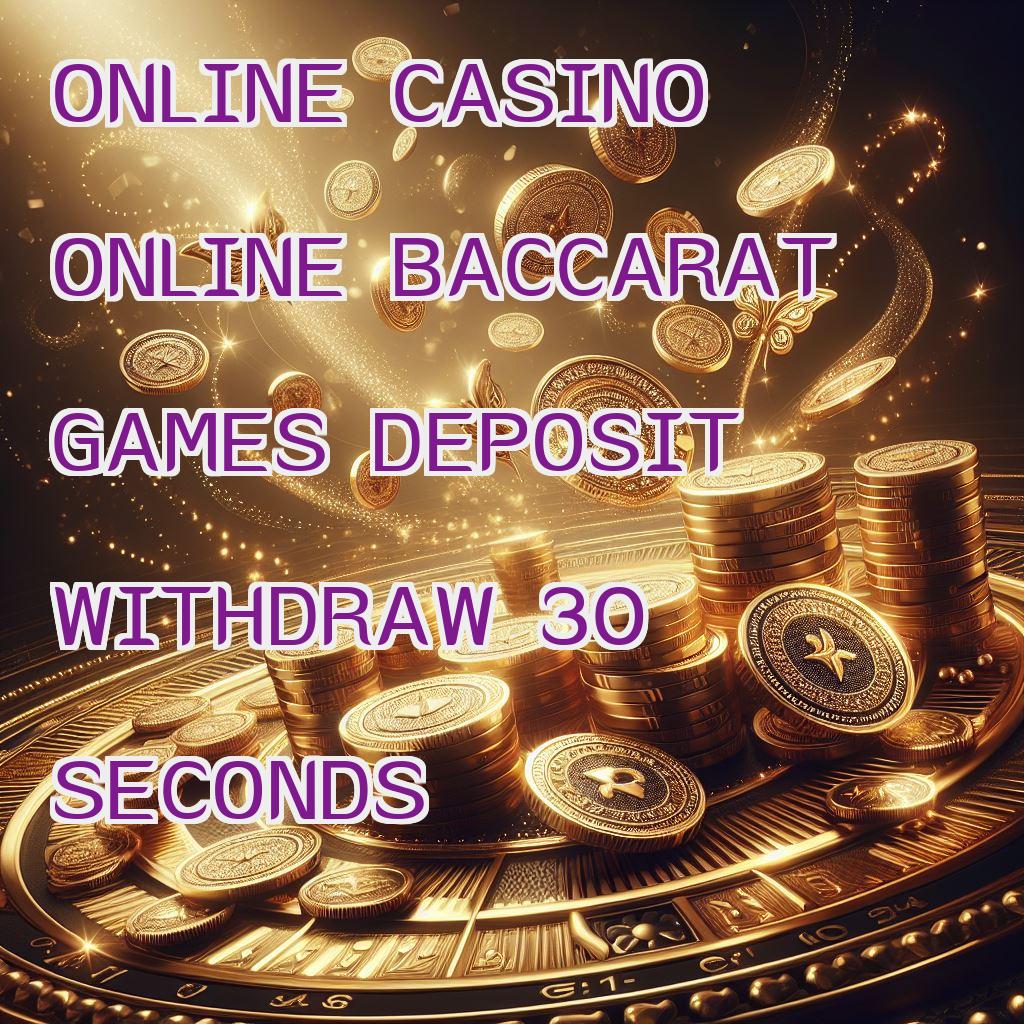 ONLINE CASINO
ONLINE BACCARAT
GAMES DEPOSIT
WITHDRAW 30
SECONDS